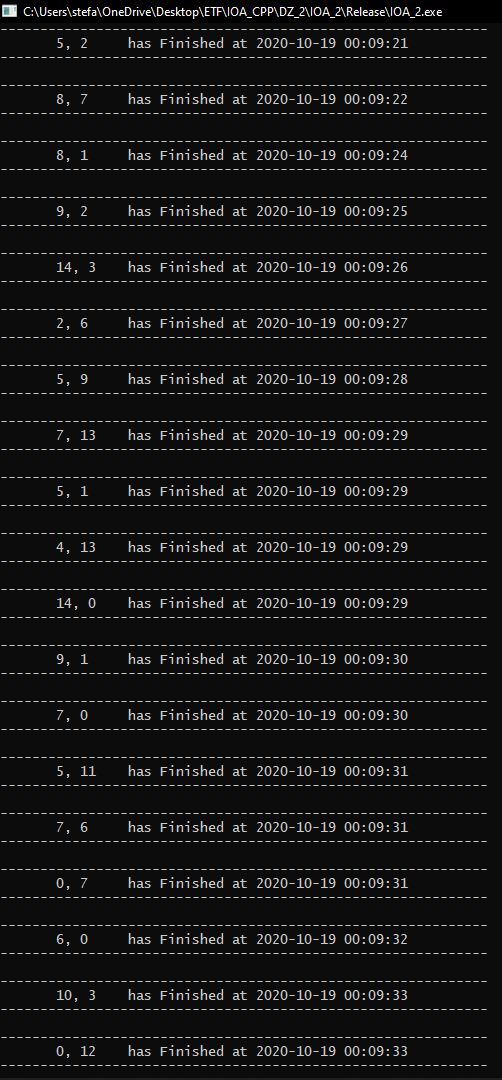 C:\Users\stefa\OneDrive\Desktop\ETF\IOA_CPP\DZ_2\IOA_2\Release\IOA_2.exe
-------------------------------------------------------------
5, 2 has Finished at 2020-10-19 00:09:21
-------------------------------------------------------------
-------------------------------------------------------------
8, 7 has Finished at 2020-10-19 00:09:22
-------------------------------------------------------------
-------------------------------------------------------------
8, 1 has Finished at 2020-10-19 00:09:24
-------------------------------------------------------------
-------------------------------------------------------------
9, 2 has Finished at 2020-10-19 00:09:25
-------------------------------------------------------------
-------------------------------------------------------------
14, 3 has Finished at 2020-10-19 00:09:26
-------------------------------------------------------------
-------------------------------------------------------------
2, 6 has Finished at 2020-10-19 00:09:27
-------------------------------------------------------------
-------------------------------------------------------------
5, 9 has Finished at 2020-10-19 00:09:28
-------------------------------------------------------------
-------------------------------------------------------------
7, 13 has Finished at 2020-10-19 00:09:29
-------------------------------------------------------------
-------------------------------------------------------------
5, 1 has Finished at 2020-10-19 00:09:29
-------------------------------------------------------------
-------------------------------------------------------------
4, 13 has Finished at 2020-10-19 00:09:29
-------------------------------------------------------------
-------------------------------------------------------------
14, 0 has Finished at 2020-10-19 00:09:29
-------------------------------------------------------------
-------------------------------------------------------------
9, 1 has Finished at 2020-10-19 00:09:30
-------------------------------------------------------------
-------------------------------------------------------------
7, 0 has Finished at 2020-10-19 00:09:30
-------------------------------------------------------------
-------------------------------------------------------------
5, 11 has Finished at 2020-10-19 00:09:31
-------------------------------------------------------------
-------------------------------------------------------------
7, 6 has Finished at 2020-10-19 00:09:31
-------------------------------------------------------------
-------------------------------------------------------------
0, 7 has Finished at 2020-10-19 00:09:31
-------------------------------------------------------------
-------------------------------------------------------------
6, 0 has Finished at 2020-10-19 00:09:32
-------------------------------------------------------------
-------------------------------------------------------------
10, 3 has Finished at 2020-10-19 00:09:33
-------------------------------------------------------------
-------------------------------------------------------------
0, 12 has Finished at 2020-10-19 00:09:33
-------------------------------------------------------------